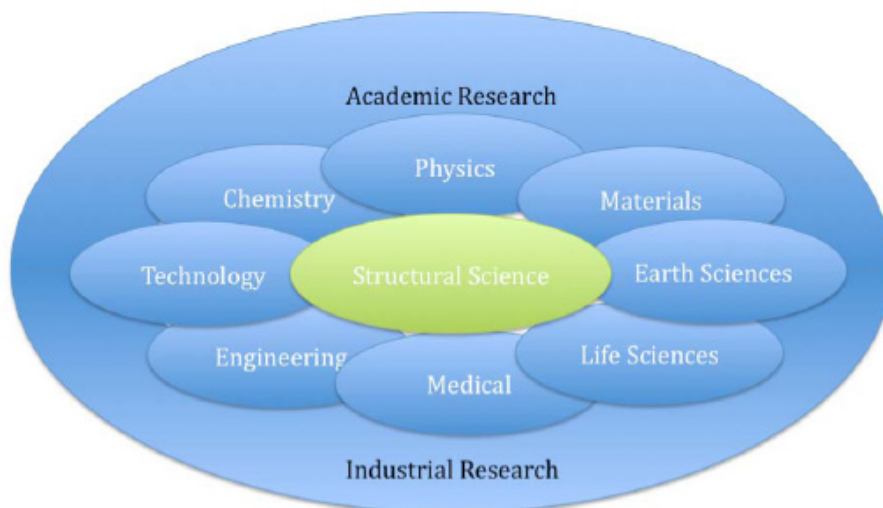 Academic Research
Physics
Chemistry
Materials
Technology
Structural Science
Earth Sciences
Engineering
Life Sciences
Medical
Industrial Research